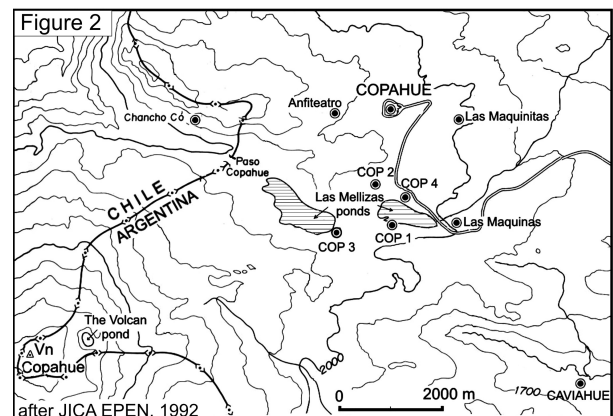 Figure 2
COPAHUE
Anfiteatro
Chancho Có
Las Maquinitas
Paso
Copahue
COP 2
COP 4
CHILE
ARGENTINA
Las Mellizas
ponds
Las Maquinas
COP 1
COP 3
The Volcan
pond
Vn
Copahue
2000
1700
CAVIAHUE
0
2000 m
after JICA EPEN, 1992